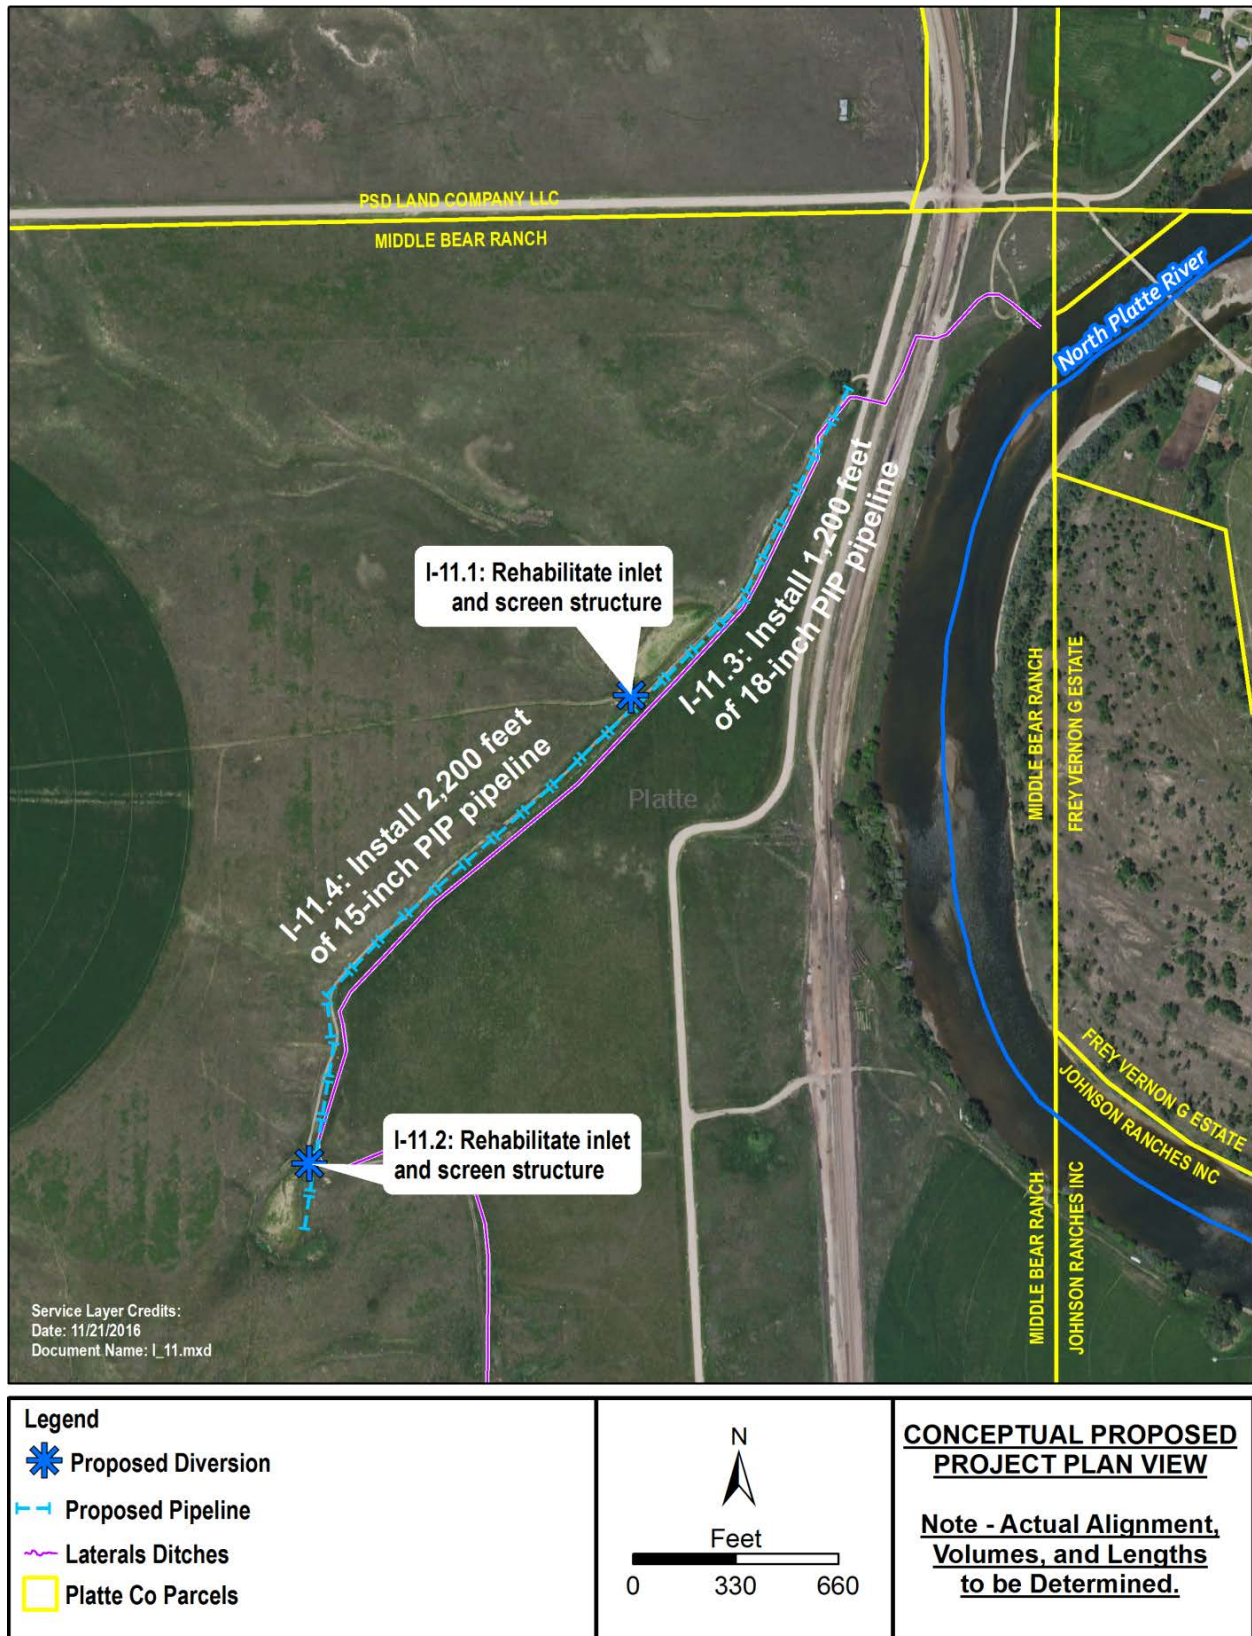 PSD LAND COMPANY LLC
MIDDLE BEAR RANCH
North Platte River
I-11.1: Rehabilitate inlet
and screen structure
I-11.3: Install 1,200 feet
of 18-inch PIP pipeline
I-11.4: Install 2,200 feet
of 15-inch PIP pipeline
Platte
MIDDLE BEAR RANCH
FREY VERNON G ESTATE
FREY VERNON G ESTATE
JOHNSON RANCHES INC
I-11.2: Rehabilitate inlet
and screen structure
MIDDLE BEAR RANCH
JOHNSON RANCHES INC
Service Layer Credits:
Date: 11/21/2016
Document Name: I_11.mxd
Legend
Proposed Diversion
Proposed Pipeline
Laterals Ditches
Platte Co Parcels
N
Feet
0 330 660
CONCEPTUAL PROPOSED
PROJECT PLAN VIEW
Note - Actual Alignment,
Volumes, and Lengths
to be Determined.